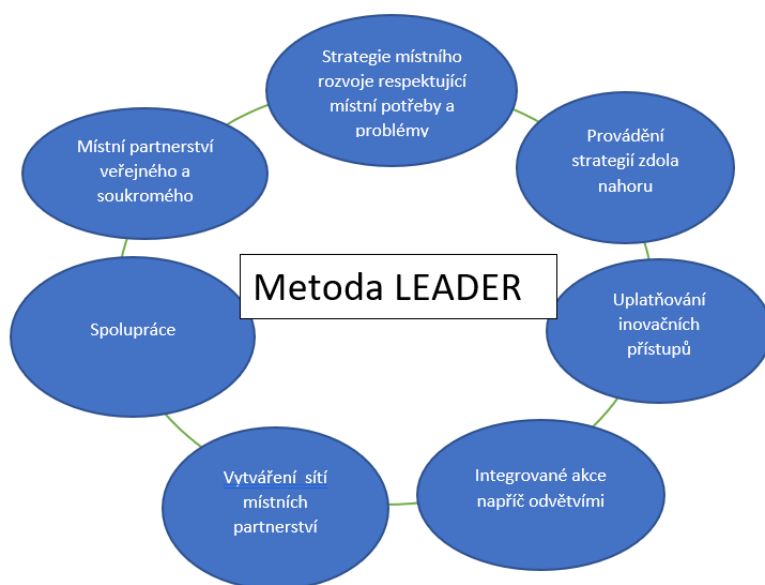 Strategie místního
rozvoje respektující
místní potřeby a
problémy
Provádění
strategií zdola
nahoru
Uplatňování
inovačních
přístupů
Integrované akce
napříč odvětvími
Vytváření sítí
místních
partnerství
Spolupráce
Místní partnerství
veřejného a
soukromého
Metoda LEADER